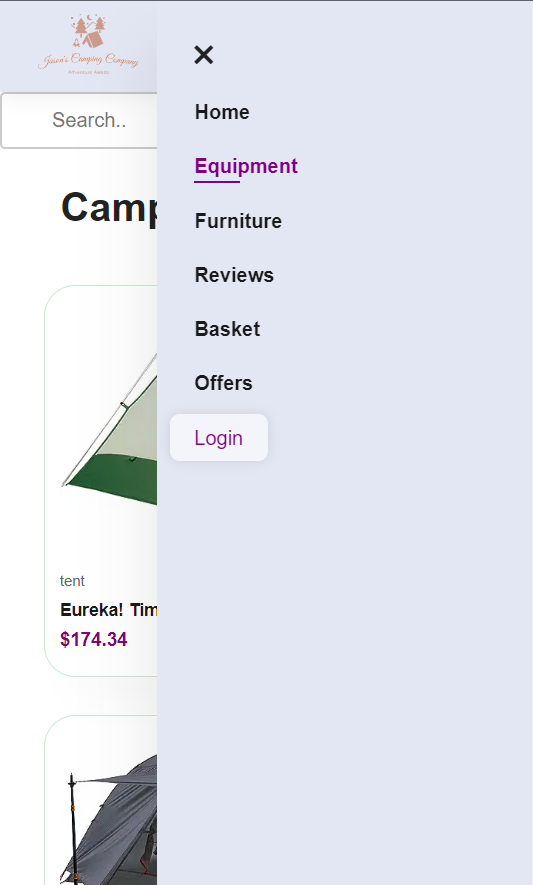 Jason's Camping Company
Search..
Home
Equipment
Camp
Furniture
Reviews
Basket
Offers
Login
tent
Eureka! Tim
$174.34